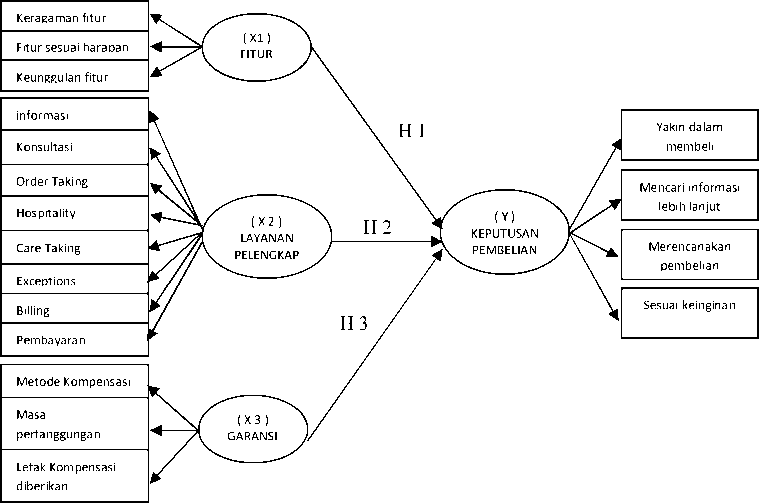 Keragaman fitur
Fitur sesuai harapan
Keunggulan fitur
( X1 )
FITUR
informasi
Konsultasi
Order Taking
Hospitality
Care Taking
Exceptions
Billing
Pembayaran
( X 2 )
LAYANAN
PELENGKAP
Metode Kompensasi
Masa
pertanggungan
Letak Kompensasi
diberikan
( X 3 )
GARANSI
H 1
H 2
H 3
( Y )
KEPUTUSAN
PEMBELIAN
Yakin dalam
membeli
Mencari informasi
lebih lanjut
Merencanakan
pembelian
Sesuai keinginan